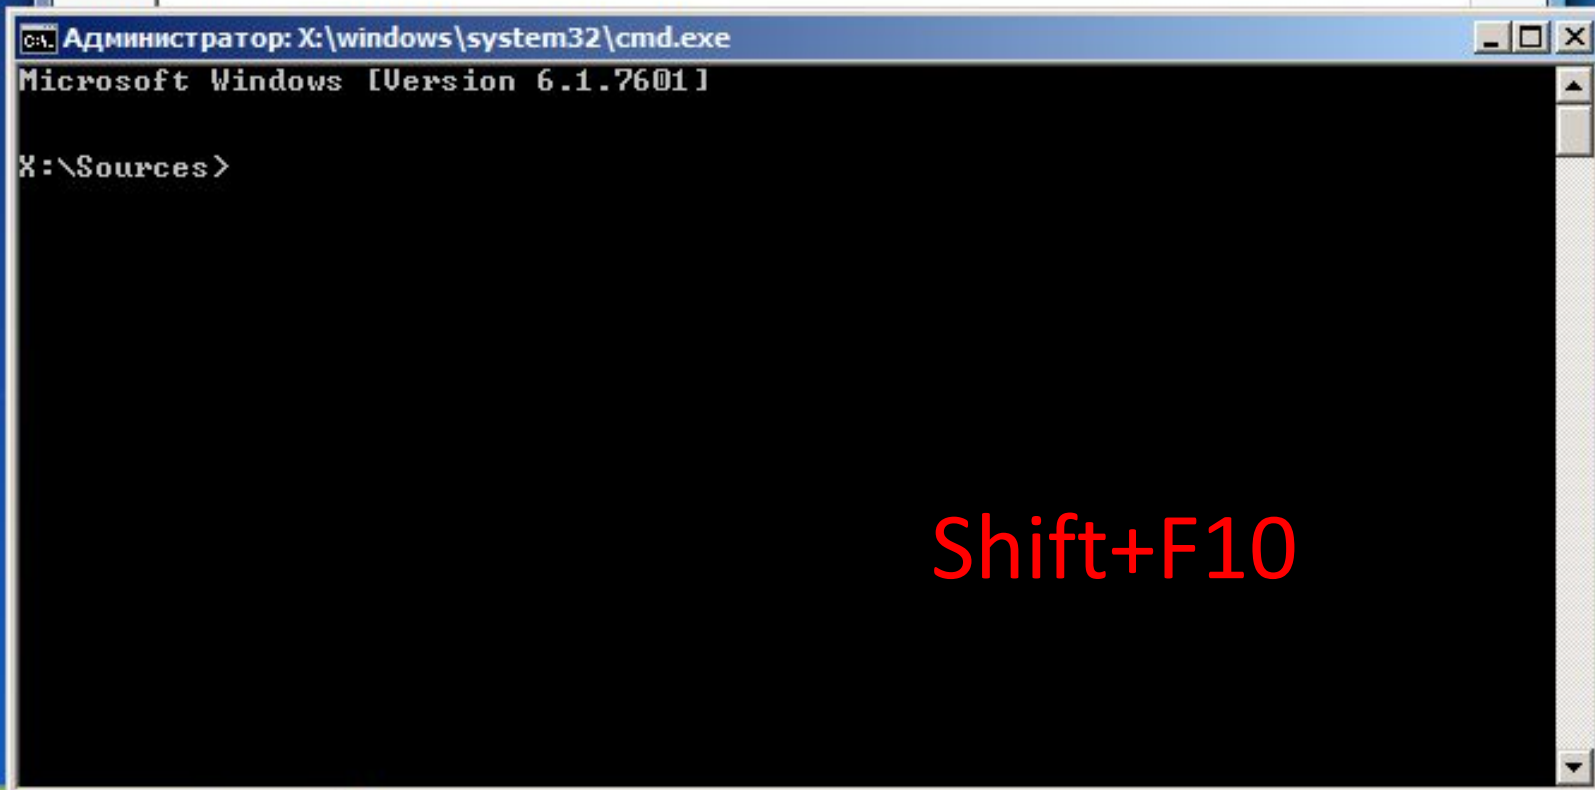 Администратор: X:\windows\system32\cmd.exe
Microsoft Windows [Version 6.1.7601]
X:\Sources>
Shift+F10